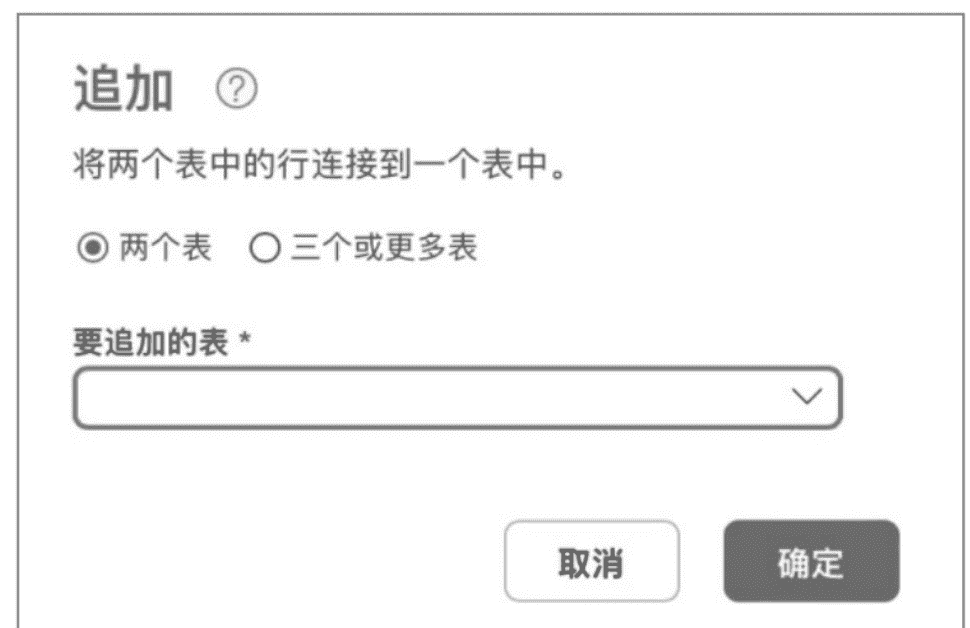 追加 ?
将两个表中的行连接到一个表中。
两个表 三个或更多表
要追加的表 *
取消 确定